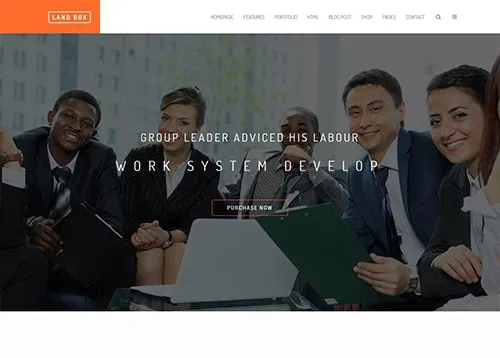 LAND BOX
HOMEPAGE FEATURES PORTFOLIO HTML BLOG POST SHOP PAGES CONTACT
GROUP LEADER ADVICED HIS LABOUR
WORK SYSTEM DEVELOP
PURCHASE NOW